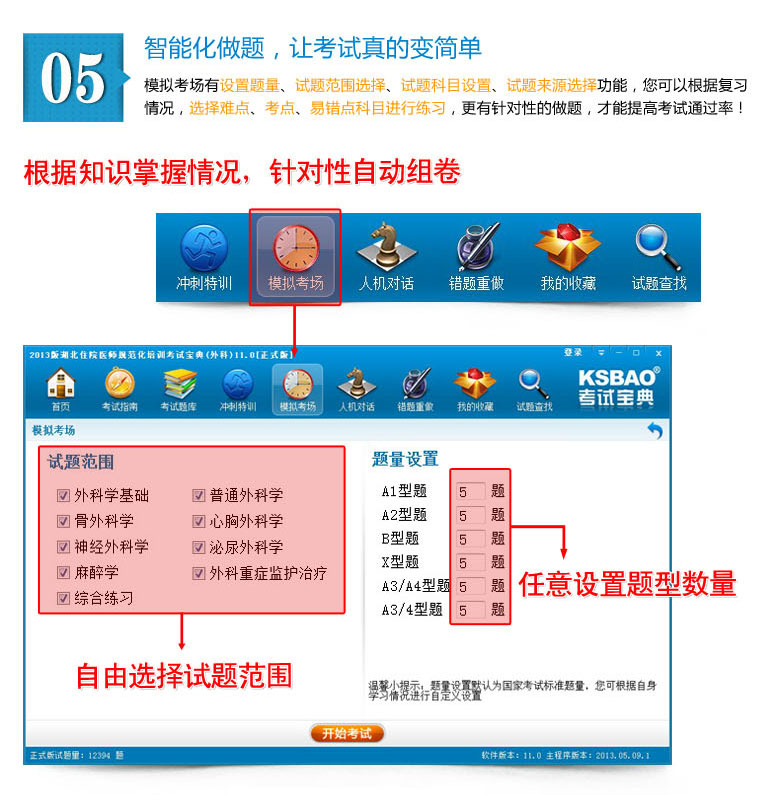 05
智能化做题，让考试真的变简单
模拟考场有设置题量、试题范围选择、试题科目设置、试题来源选择功能，您可以根据复习
情况，选择难点、考点、易错点科目进行练习，更有针对性的做题，才能提高考试通过率！
根据知识掌握情况，针对性自动组卷
冲刺特训 模拟考场 人机对话 错题重做 我的收藏 试题查找
2013版湖北住院医师规范化培训考试宝典(外科)11.0[正式版] 登录
首页 考试指南 考试题库 冲刺特训 模拟考场 人机对话 错题重做 我的收藏 试题查找
KSBAO®
考试宝典
模拟考场
试题范围
外科学基础 普通外科学
骨外科学 心胸外科学
神经外科学 泌尿外科学
麻醉学 外科重症监护治疗
综合练习
题量设置
A1型题 5 题
A2型题 5 题
B型题 5 题
X型题 5 题
A3/A4型题 5 题
A3/4型题 5 题
任意设置题型数量
自由选择试题范围
温馨小提示：题量设置默认为国家考试标准题量，您可根据自身
学习情况进行自定义设置
开始考试
正式版试题量：12394 题 软件版本：11.0 主程序版本：2013.05.09.1